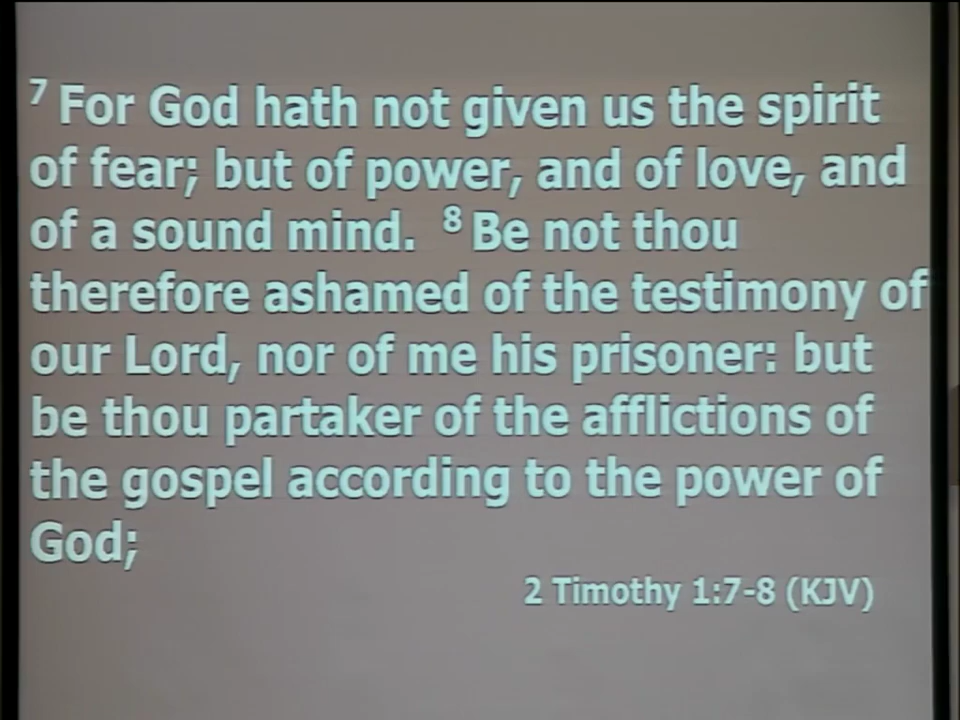 7 For God hath not given us the spirit
of fear; but of power, and of love, and
of a sound mind. 8 Be not thou
therefore ashamed of the testimony of
our Lord, nor of me his prisoner: but
be thou partaker of the afflictions of
the gospel according to the power of
God;
2 Timothy 1:7-8 (KJV)